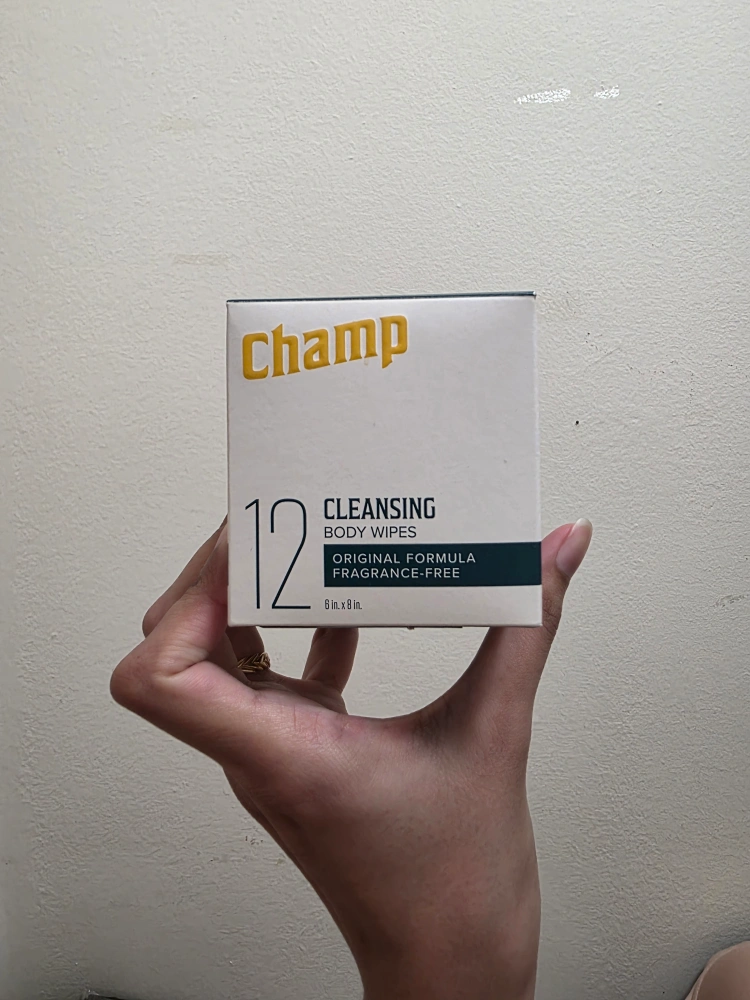 Champ
12
CLEANSING
BODY WIPES
ORIGINAL FORMULA
FRAGRANCE-FREE
6 in. x 8 in.